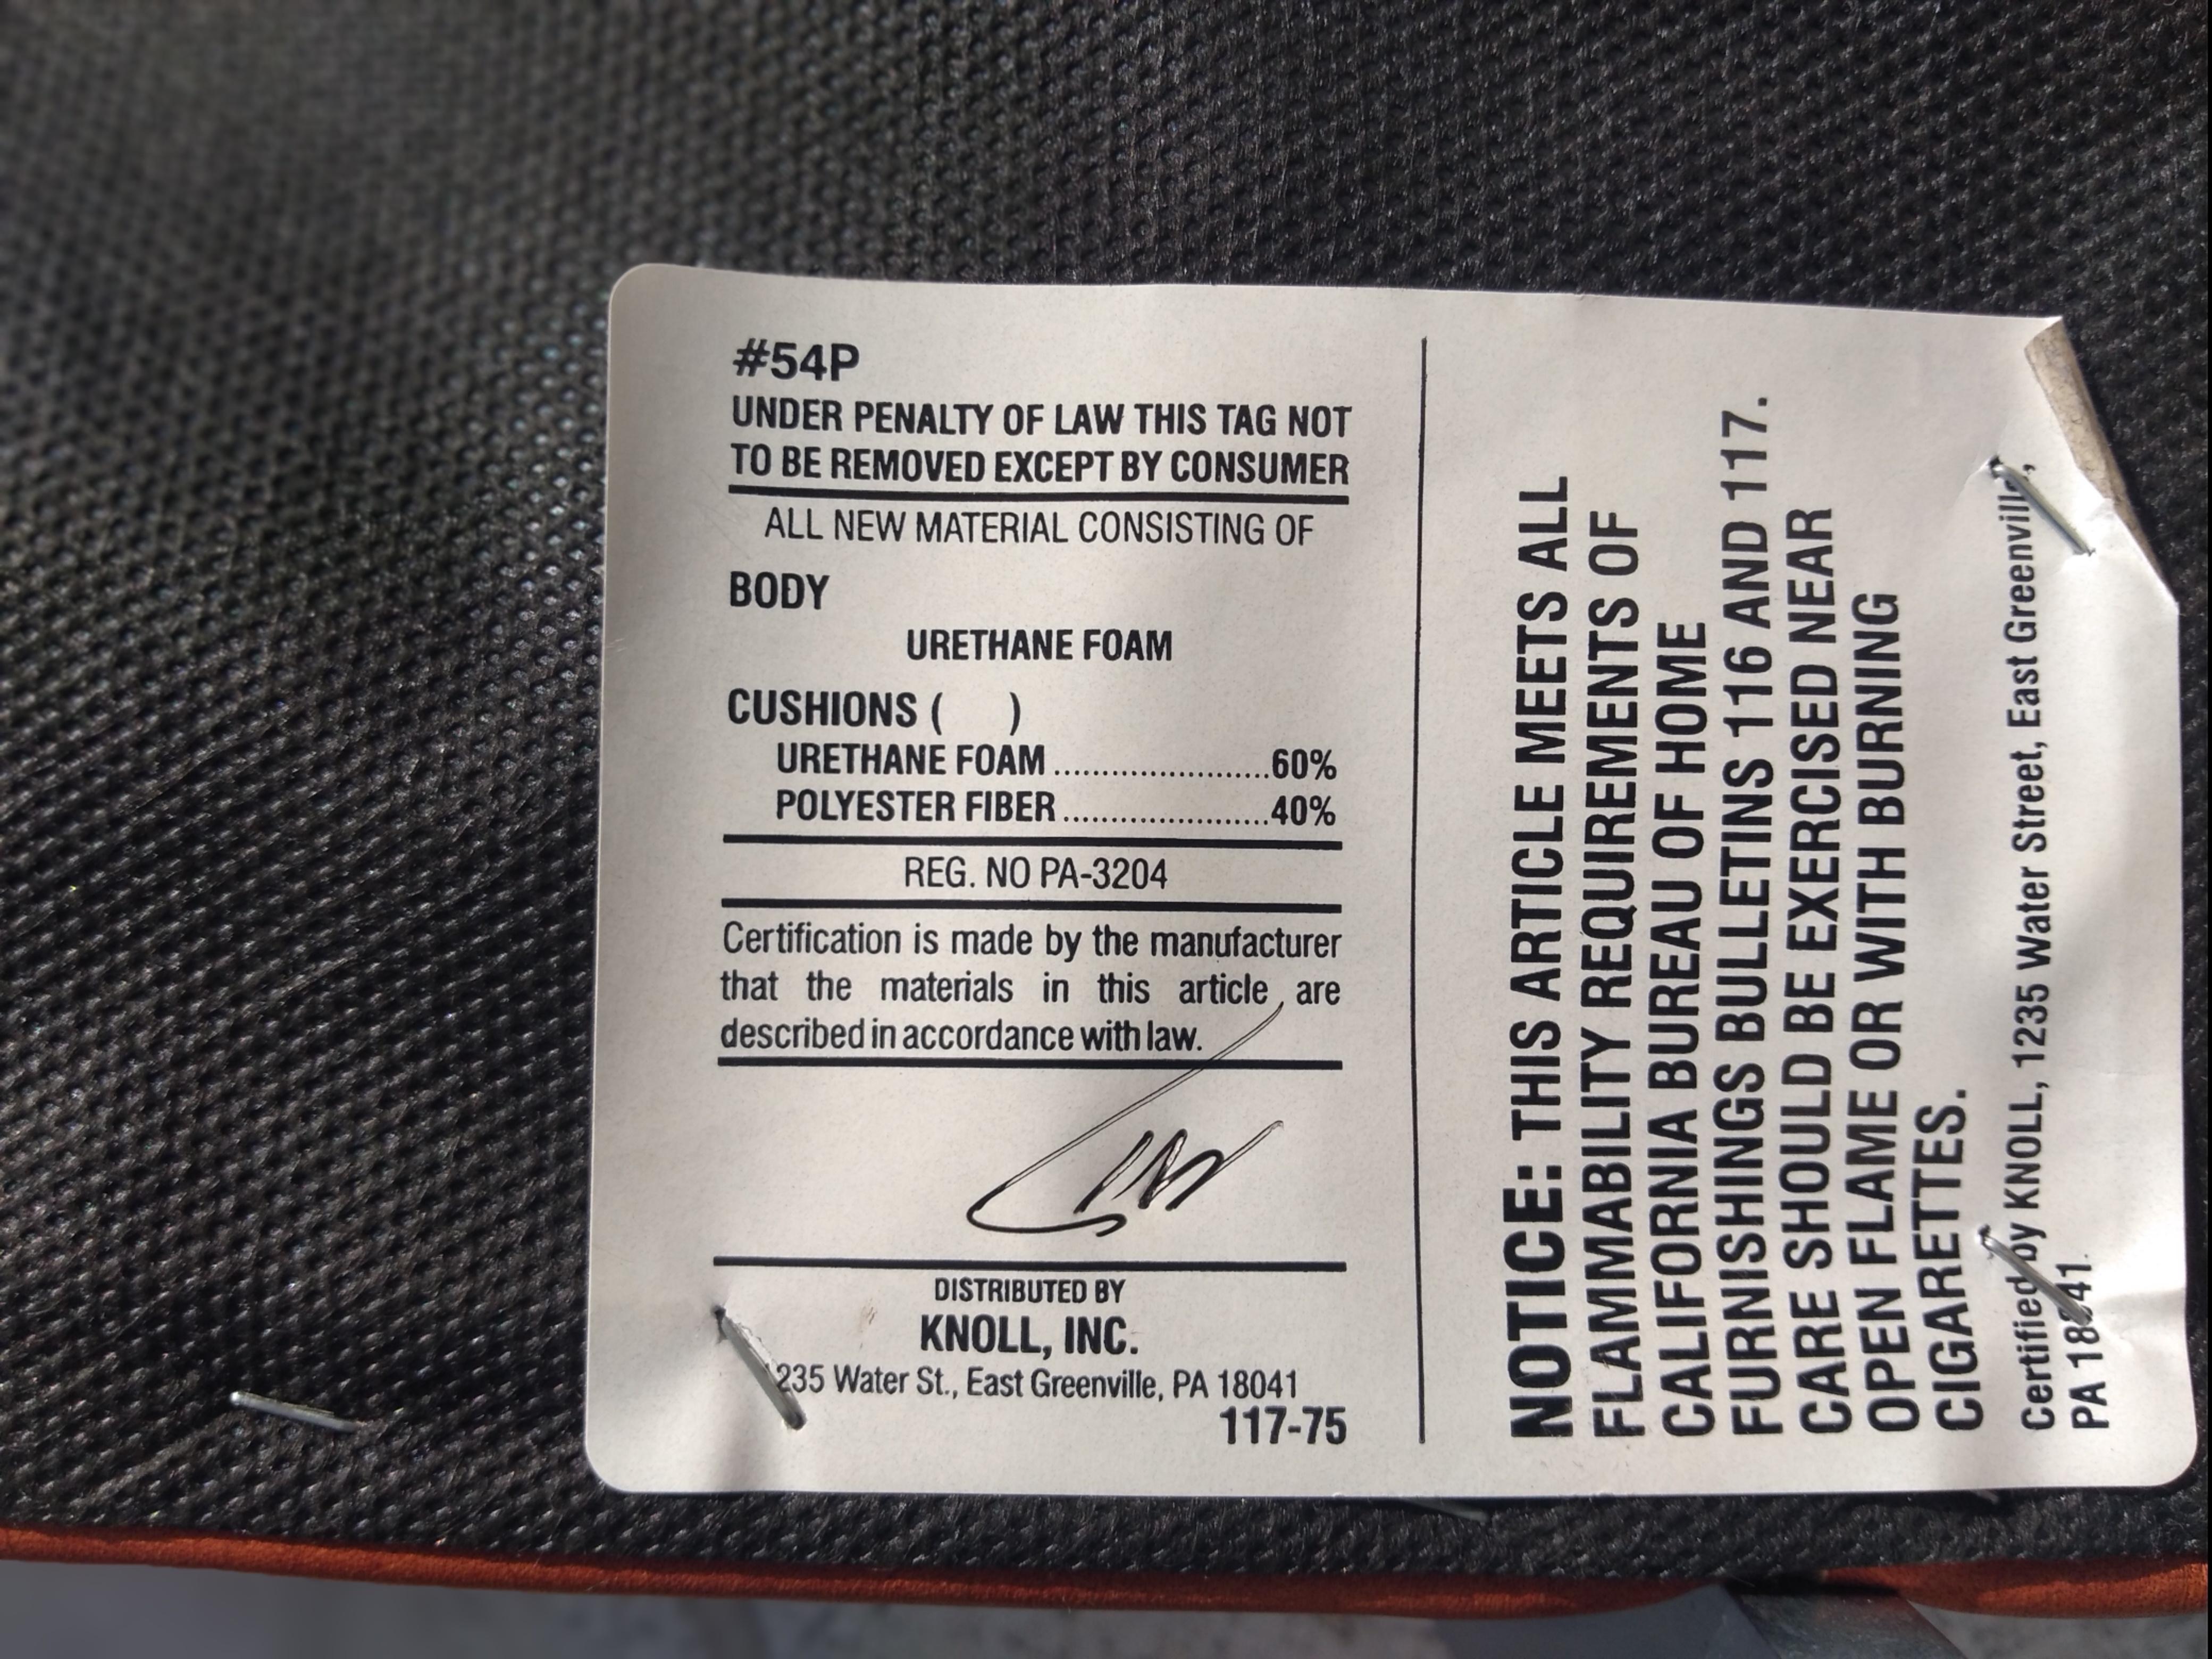 #54P
UNDER PENALTY OF LAW THIS TAG NOT
TO BE REMOVED EXCEPT BY CONSUMER
ALL NEW MATERIAL CONSISTING OF
BODY
URETHANE FOAM
CUSHIONS ( )
URETHANE FOAM ........................... 60%
POLYESTER FIBER .......................... 40%
REG. NO PA-3204
Certification is made by the manufacturer
that the materials in this article are
described in accordance with law.
DISTRIBUTED BY
KNOLL, INC.
235 Water St., East Greenville, PA 18041
117-75
NOTICE: THIS ARTICLE MEETS ALL
FLAMMABILITY REQUIREMENTS OF
CALIFORNIA BUREAU OF HOME
FURNISHINGS BULLETINS 116 AND 117.
CARE SHOULD BE EXERCISED NEAR
OPEN FLAME OR WITH BURNING
CIGARETTES.
Certified by KNOLL, 1235 Water Street, East Greenville,
PA 18041.